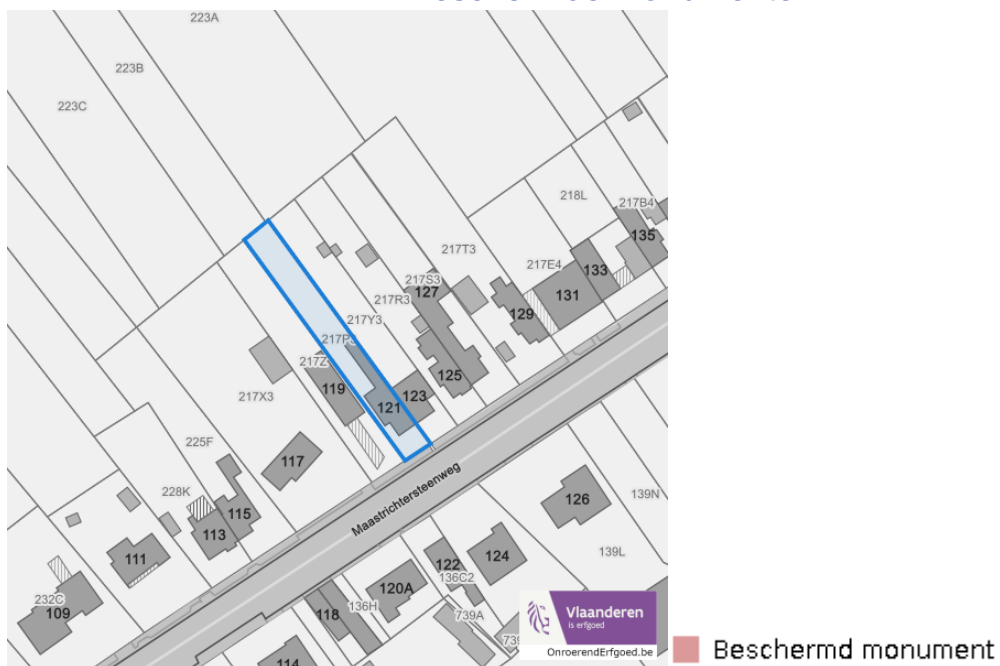 223A
223B
223C
218L
217B4
135
217T3
217E4
133
217S3
127
131
217R3
129
217Y3
217P3
217Z
119
125
123
217X3
121
225F
117
Maastrichtersteenweg
126
139N
228K
115
113
111
124
139L
122
136C2
120A
232C
109
118
136H
739A
114
Vlaanderen
is erfgoed
OnroerendErfgoed.be
Beschermd monument